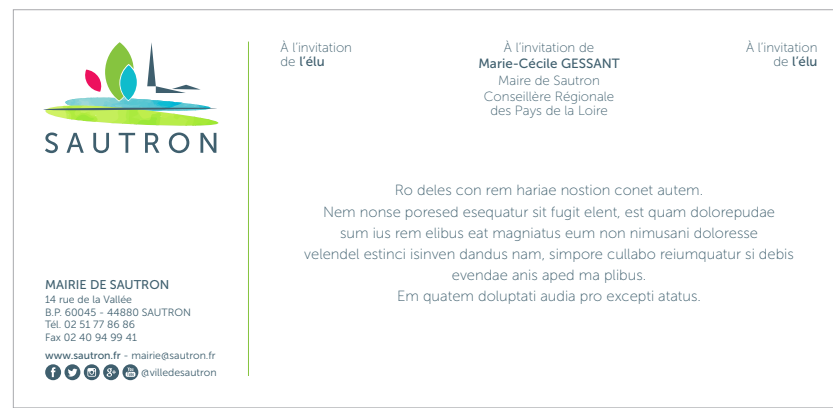 SAUTRON
À l'invitation
de l'élu
À l'invitation de
Marie-Cécile GESSANT
Maire de Sautron
Conseillère Régionale
des Pays de la Loire
À l'invitation
de l'élu
Ro deles con rem hariae nostion conet autem.
Nem nonse poresed esequatur sit fugit elent, est quam dolorepudae
sum ius rem elibus eat magniatus eum non nimusani doloresse
velendel estinci isinven dandus nam, simpore cullabo reiumquatur si debis
evendae anis aped ma plibus.
Em quatem doluptati audia pro excepti atatus.
MAIRIE DE SAUTRON
14 rue de la Vallée
B.P. 60045 - 44880 SAUTRON
Tél. 02 51 77 86 86
Fax 02 40 94 99 41
www.sautron.fr - mairie@sautron.fr
@villedesautron